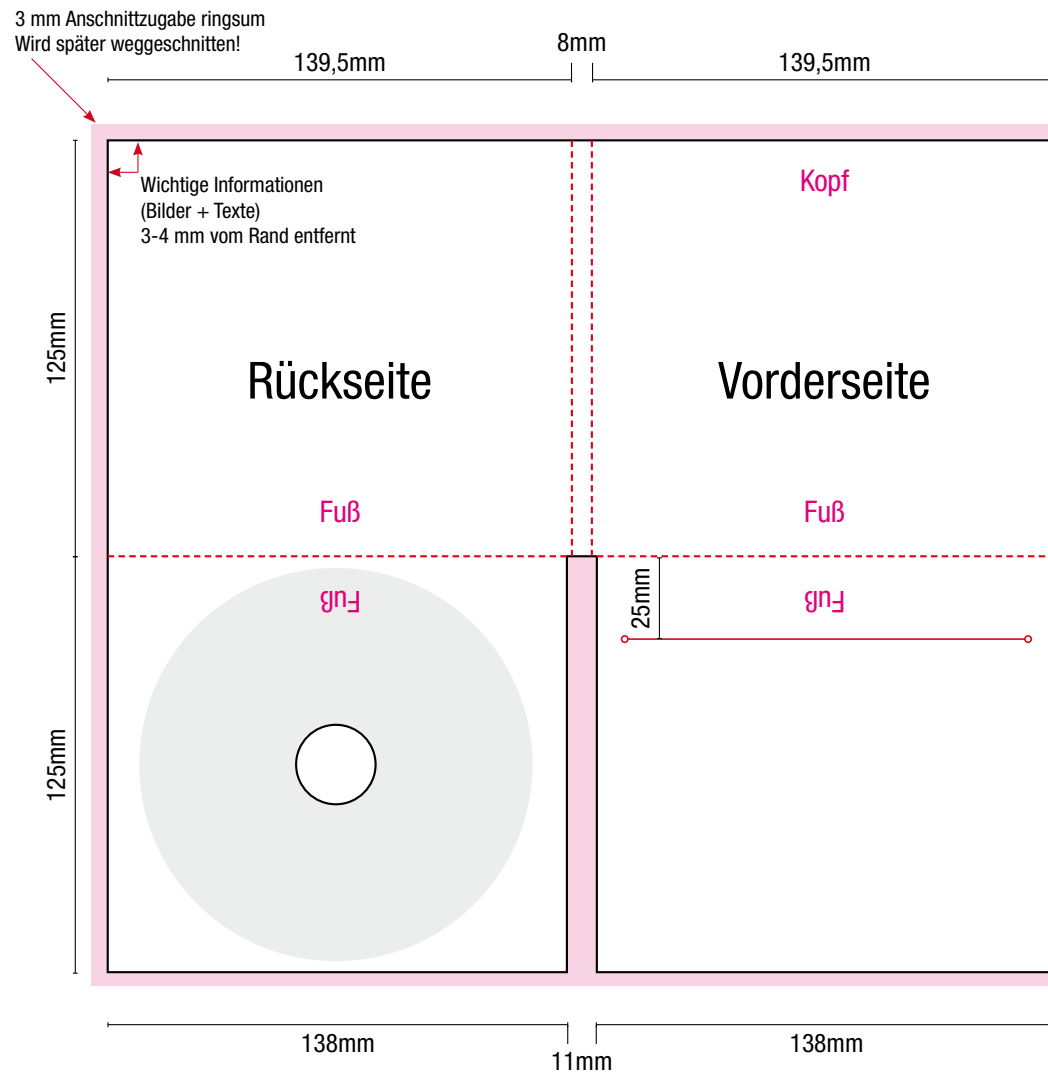 3 mm Anschnittzugabe ringsum
Wird später weggeschnitten!
8mm
139,5mm
139,5mm
Wichtige Informationen
(Bilder + Texte)
3-4 mm vom Rand entfernt
Kopf
125mm
Rückseite
Vorderseite
Fuß
Fuß
Fuß
25mm
Fuß
125mm
138mm
11mm
138mm